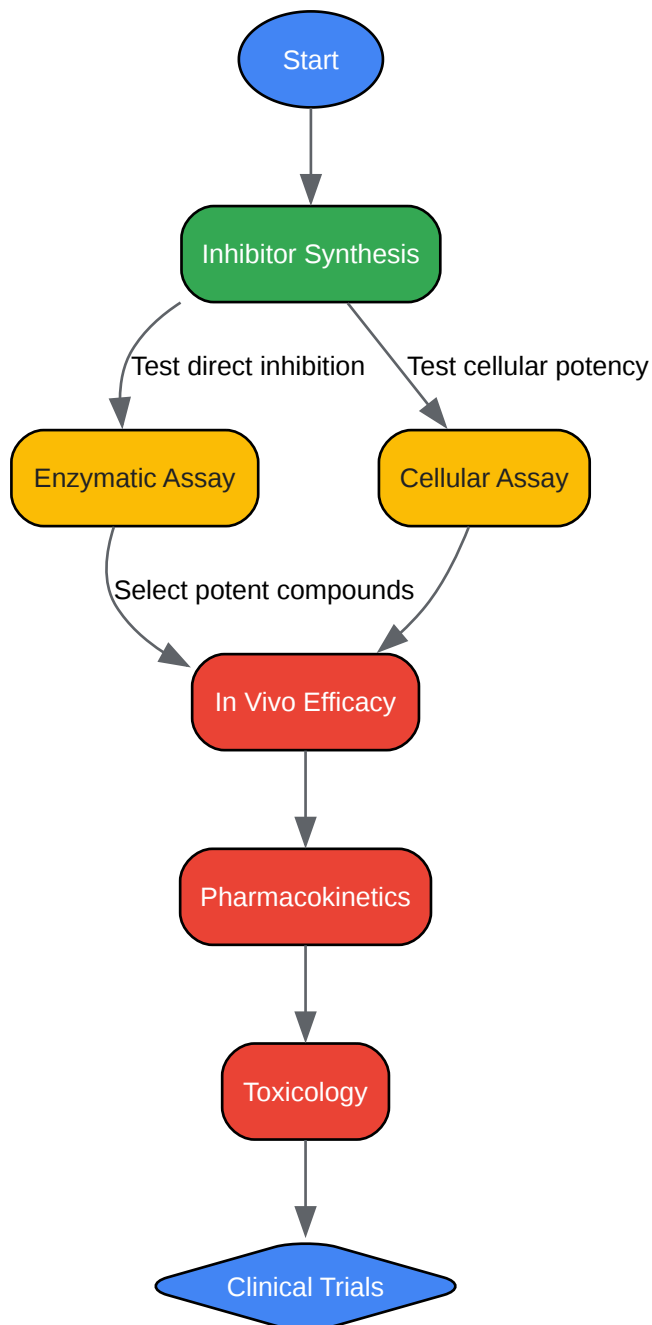 Start
Inhibitor Synthesis
Test direct inhibition
Test cellular potency
Enzymatic Assay
Cellular Assay
Select potent compounds
In Vivo Efficacy
Pharmacokinetics
Toxicology
Clinical Trials